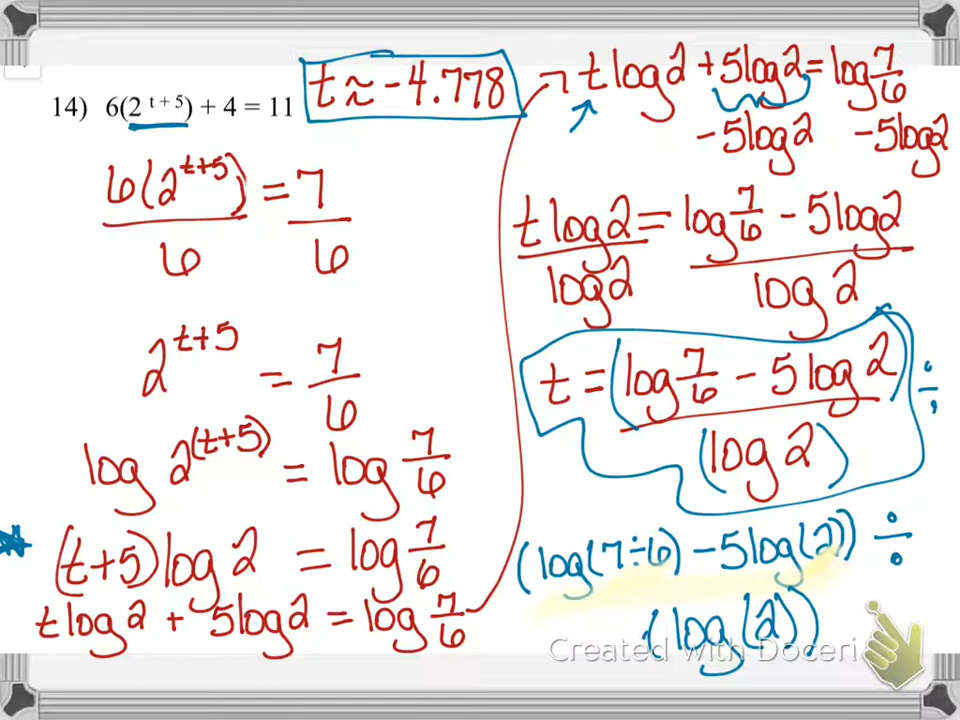 14) 6(2^(t + 5)) + 4 = 11
t ≈ -4.778
6(2^(t+5)) = 7
6 6
2^(t+5) = 7/6
log 2^((t+5)) = log 7/6
(t+5) log 2 = log 7/6
t log 2 + 5 log 2 = log 7/6
t log 2 + 5 log 2 = log 7/6
- 5 log 2 - 5 log 2
t log 2 = log 7/6 - 5 log 2
log 2 log 2
t = (log 7/6 - 5 log 2) ÷
(log 2)
(log(7÷6) - 5 log(2)) ÷
(log(2))
Created with Doceri